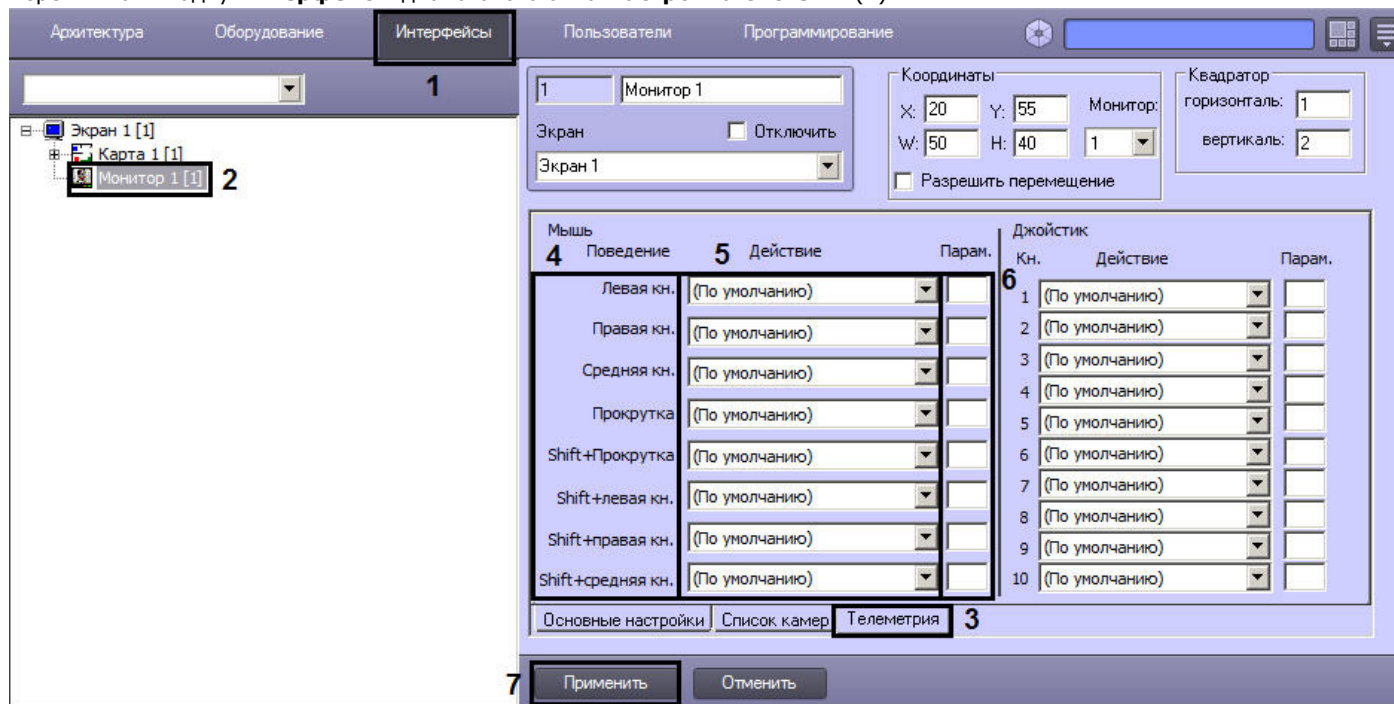 Архитектура Оборудование Интерфейсы Пользователи Программирование
1
Экран 1 [1]
Карта 1 [1]
Монитор 1 [1] 2
1 Монитор 1
Экран Отключить
Экран 1
Координаты
X: 20 Y: 55 Монитор:
W: 50 H: 40 1
Разрешить перемещение
Квадратор
горизонталь: 1
вертикаль: 2
Мышь
4 Поведение 5 Действие Парам.
Левая кн. (По умолчанию)
Правая кн. (По умолчанию)
Средняя кн. (По умолчанию)
Прокрутка (По умолчанию)
Shift+Прокрутка (По умолчанию)
Shift+левая кн. (По умолчанию)
Shift+правая кн. (По умолчанию)
Shift+средняя кн. (По умолчанию)
Джойстик
Кн. Действие Парам.
6
1 (По умолчанию)
2 (По умолчанию)
3 (По умолчанию)
4 (По умолчанию)
5 (По умолчанию)
6 (По умолчанию)
7 (По умолчанию)
8 (По умолчанию)
9 (По умолчанию)
10 (По умолчанию)
Основные настройки Список камер Телеметрия 3
7 Применить Отменить